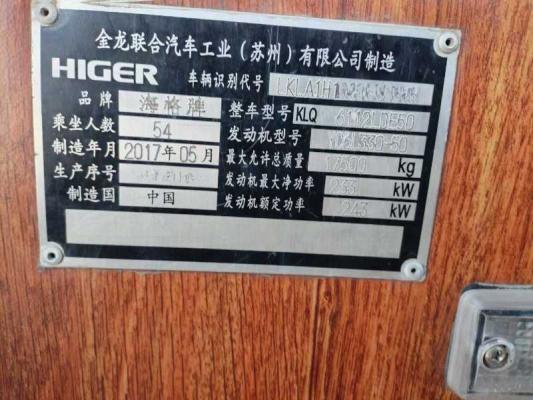 金龙联合汽车工业（苏州）有限公司制造
HIGER 车辆识别代号 LKLA1H1
品牌 海格牌 整车型号 KLQ
乘坐人数 54 发动机型号
制造年月 2017年05月 最大允许总质量 kg
生产序号 发动机最大净功率 233 kW
制造国 中国 发动机额定功率 243 kW